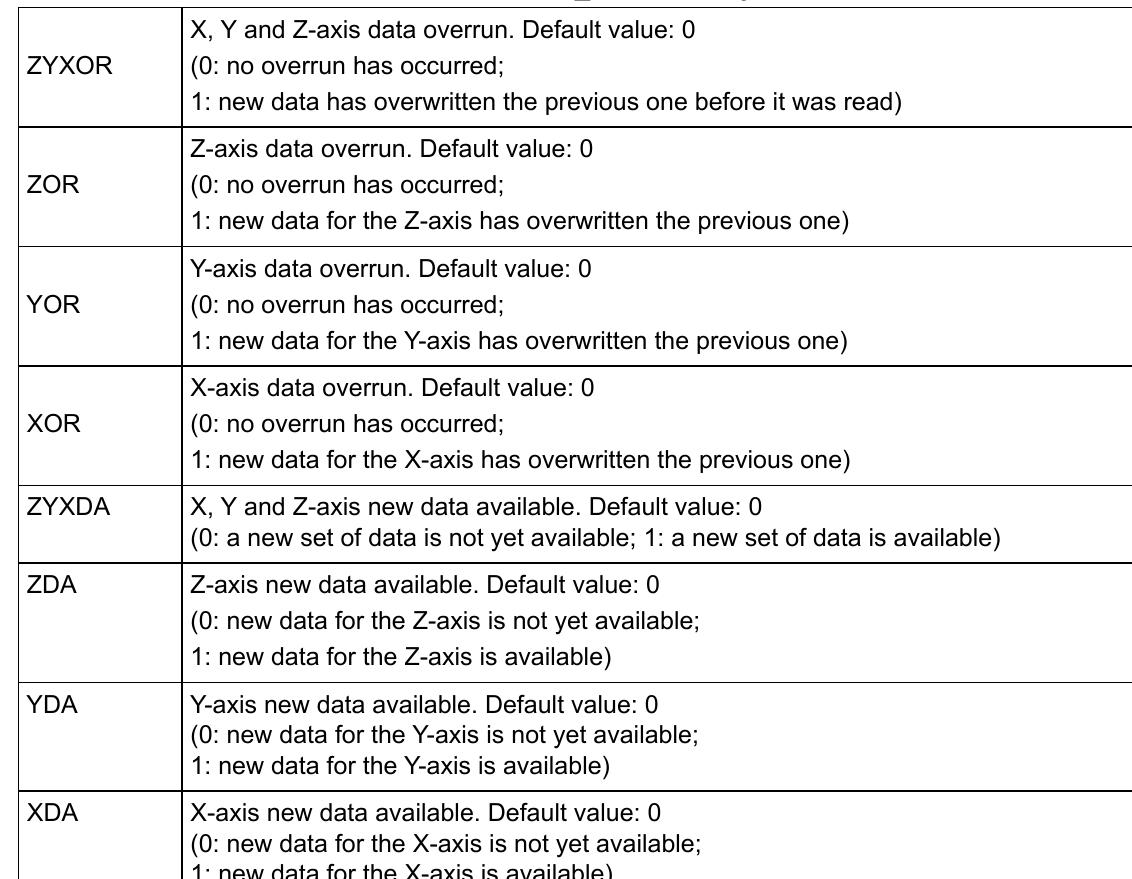 X, Y and Z-axis data overrun. Default value: 0
ZYXOR
(0: no overrun has occurred;
1: new data has overwritten the previous one before it was read)
Z-axis data overrun. Default value: 0
ZOR
(0: no overrun has occurred;
1: new data for the Z-axis has overwritten the previous one)
Y-axis data overrun. Default value: 0
YOR
(0: no overrun has occurred;
1: new data for the Y-axis has overwritten the previous one)
X-axis data overrun. Default value: 0
XOR
(0: no overrun has occurred;
1: new data for the X-axis has overwritten the previous one)
ZYXDA
X, Y and Z-axis new data available. Default value: 0
(0: a new set of data is not yet available; 1: a new set of data is available)
ZDA
Z-axis new data available. Default value: 0
(0: new data for the Z-axis is not yet available;
1: new data for the Z-axis is available)
YDA
Y-axis new data available. Default value: 0
(0: new data for the Y-axis is not yet available;
1: new data for the Y-axis is available)
XDA
X-axis new data available. Default value: 0
(0: new data for the X-axis is not yet available;
1: new data for the X-axis is available)